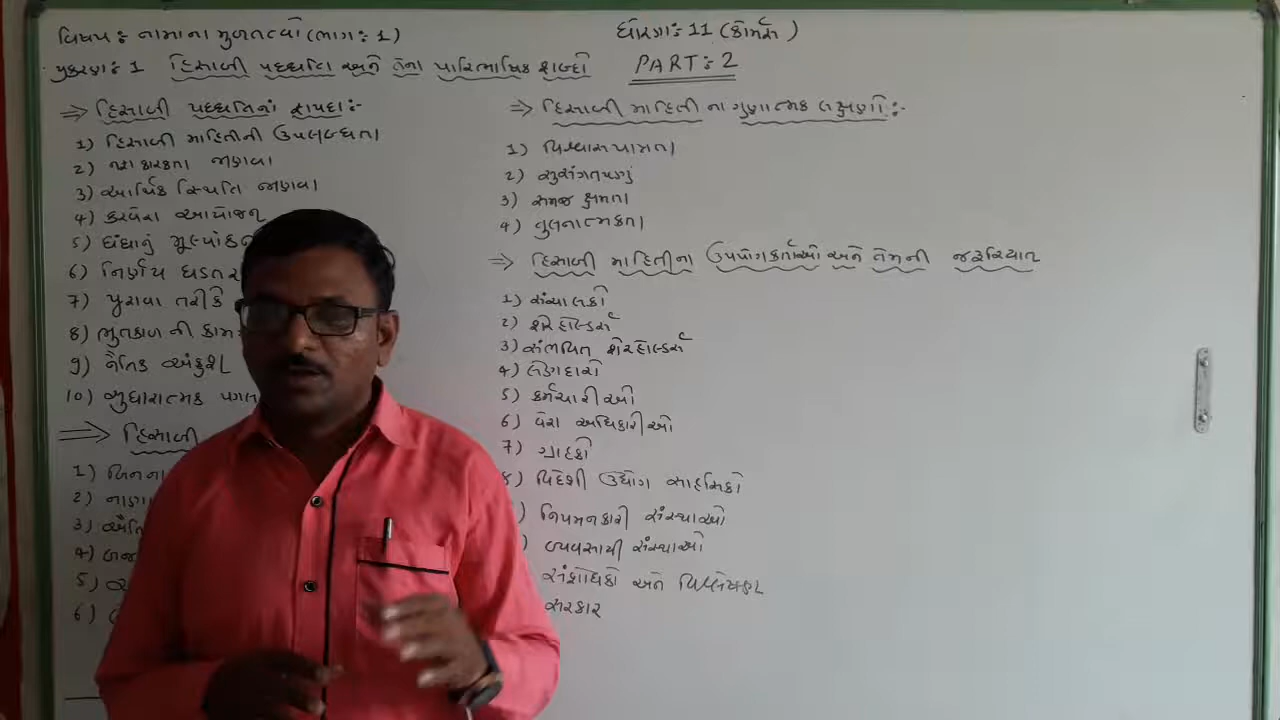 વિષય: નામાના મૂળતત્વો (ભાગ: 1)
ધોરણ: 11 (કોમર્સ)
પ્રકરણ: 1 હિસાબી પધ્ધતિ અને તેના પારિભાષિક શબ્દો PART: 2
⇒ હિસાબી પધ્ધતિનાં ફાયદા :-
1) હિસાબી માહિતીની ઉપલબ્ધતા
2) નફાકારકતા જાણવા
3) આર્થિક સ્થિતિ જાણવા
4) કરવેરા આયોજન
5) ધંધાનું મૂલ્યાંકન
6) નિર્ણય ઘડતર
7) પુરાવા તરીકે
8) ભુતકાળ ની કામ
9) નૈતિક અંકુશ
10) સુધારાત્મક પગલ
⇒ હિસાબી
1) બિનના
2) નાણા
3) ઐતિ
4)
5)
6)
⇒ હિસાબી માહિતી ના ગુણાત્મક લક્ષણો :-
1) વિશ્વાસપાત્રતા
2) સુસંગતપણું
3) સમજ ક્ષમતા
4) તુલનાત્મકતા
⇒ હિસાબી માહિતીના ઉપયોગકર્તાઓ અને તેમની જરૂરિયાત
1) સંચાલકો
2) શેરહોલ્ડર્સ
3) સંભવિત શેરહોલ્ડર્સ
4) લેણદારો
5) કર્મચારીઓ
6) વેરા અધિકારીઓ
7) ગ્રાહકો
8) વિદેશી ઉદ્યોગ સાહસિકો
) નિયમનકારી સંસ્થાઓ
) વ્યવસાયી સંસ્થાઓ
સંશોધકો અને વિશ્લેષકો
સરકાર